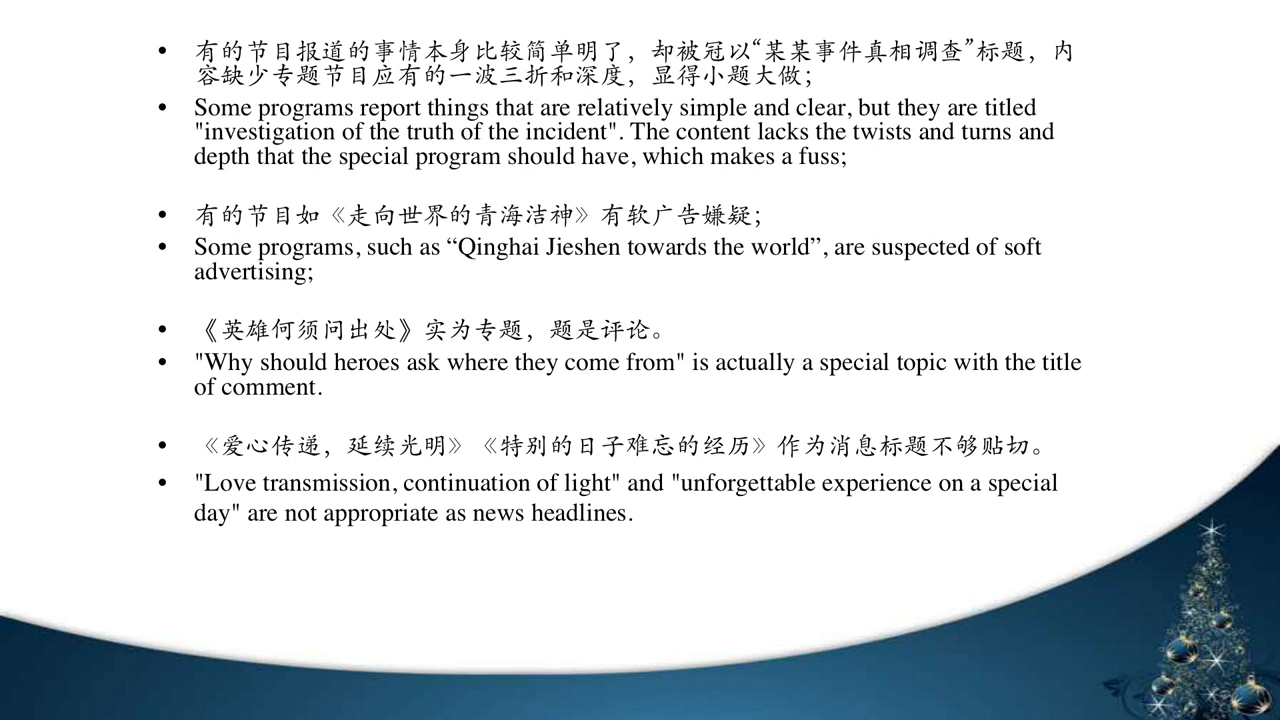 • 有的节目报道的事情本身比较简单明了，却被冠以“某某事件真相调查”标题，内
容缺少专题节目应有的一波三折和深度，显得小题大做；
• Some programs report things that are relatively simple and clear, but they are titled
"investigation of the truth of the incident". The content lacks the twists and turns and
depth that the special program should have, which makes a fuss;
• 有的节目如《走向世界的青海洁神》有软广告嫌疑；
• Some programs, such as “Qinghai Jieshen towards the world”, are suspected of soft
advertising;
• 《英雄何须问出处》实为专题，题是评论。
• "Why should heroes ask where they come from" is actually a special topic with the title
of comment.
• 《爱心传递，延续光明》《特别的日子难忘的经历》作为消息标题不够贴切。
• "Love transmission, continuation of light" and "unforgettable experience on a special
day" are not appropriate as news headlines.